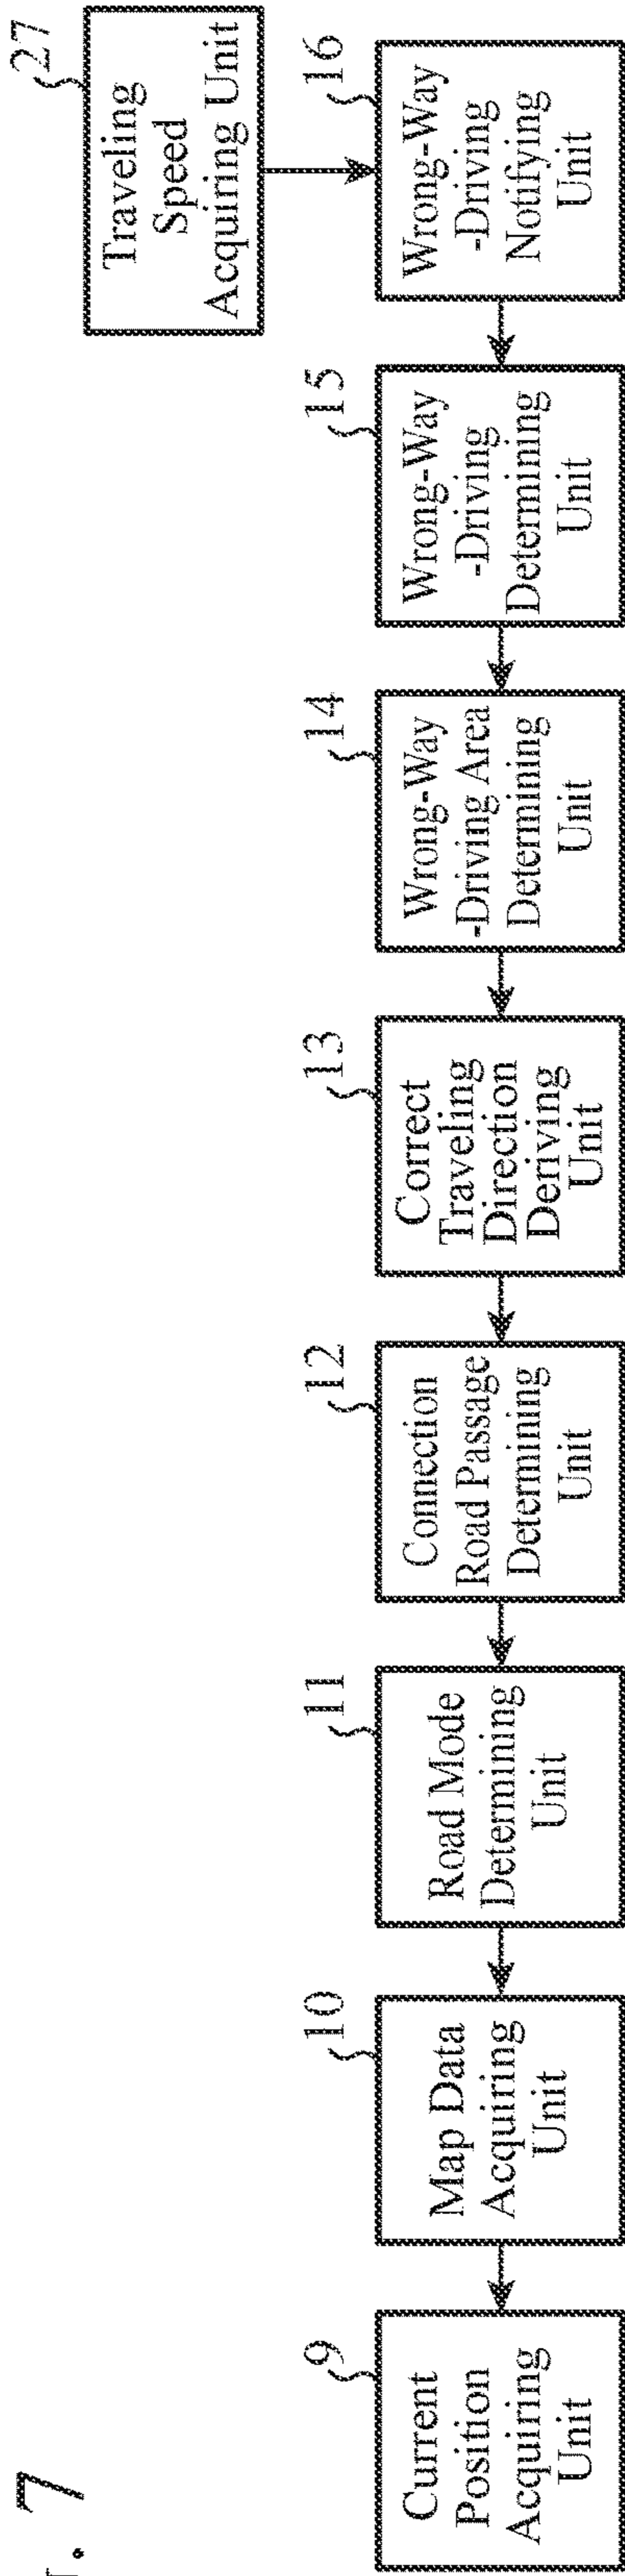 . 7
9
Current
Position
Acquiring
Unit
10
Map Data
Acquiring
Unit
11
Road Mode
Determining
Unit
12
Connection
Road Passage
Determining
Unit
13
Correct
Traveling
Direction
Deriving
Unit
14
Wrong-Way
-Driving Area
Determining
Unit
15
Wrong-Way
-Driving
Determining
Unit
16
Wrong-Way
-Driving
Notifying
Unit
27
Traveling
Speed
Acquiring Unit